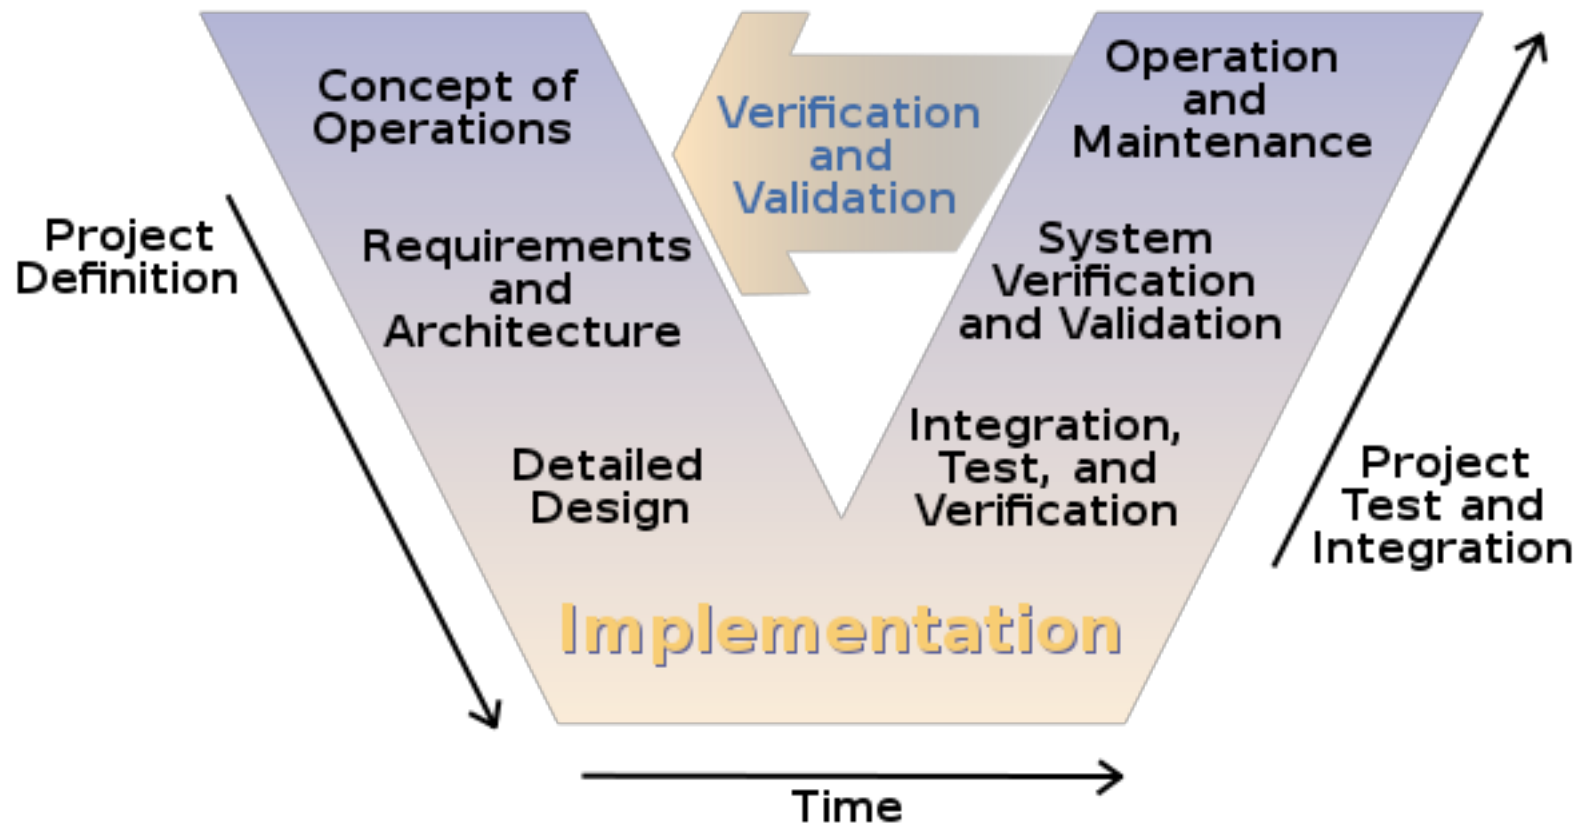 Concept of
Operations
Verification
and
Validation
Operation
and
Maintenance
Project
Definition
Requirements
and
Architecture
System
Verification
and Validation
Detailed
Design
Integration,
Test, and
Verification
Project
Test and
Integration
Implementation
Time